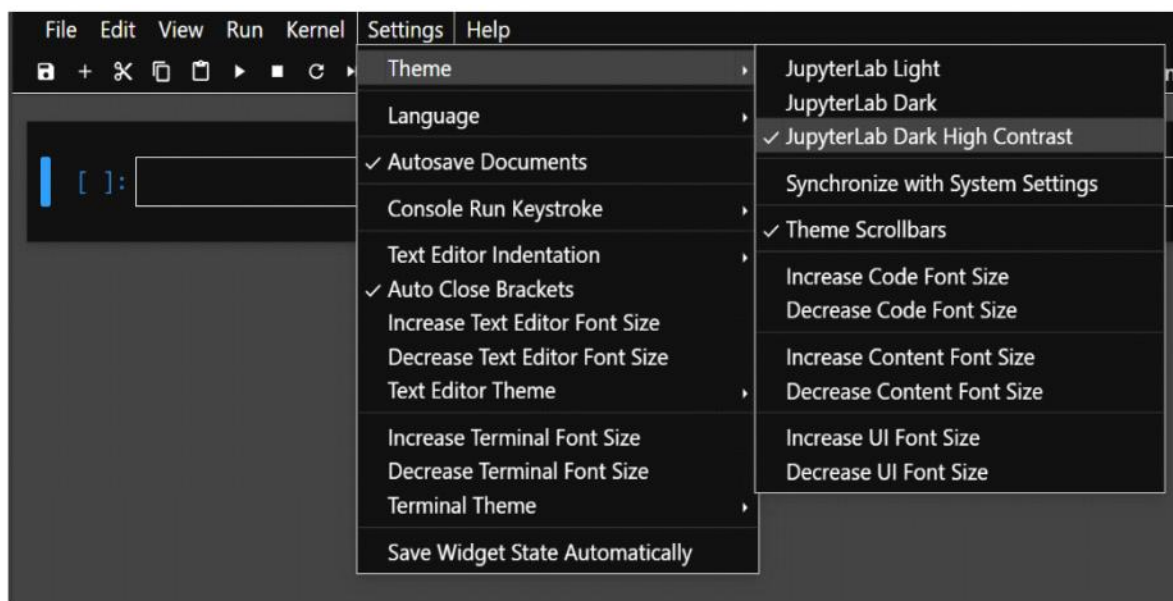 File Edit View Run Kernel Settings Help
Theme
Language
✓ Autosave Documents
Console Run Keystroke
Text Editor Indentation
✓ Auto Close Brackets
Increase Text Editor Font Size
Decrease Text Editor Font Size
Text Editor Theme
Increase Terminal Font Size
Decrease Terminal Font Size
Terminal Theme
Save Widget State Automatically
JupyterLab Light
JupyterLab Dark
✓ JupyterLab Dark High Contrast
Synchronize with System Settings
✓ Theme Scrollbars
Increase Code Font Size
Decrease Code Font Size
Increase Content Font Size
Decrease Content Font Size
Increase UI Font Size
Decrease UI Font Size
[ ]: